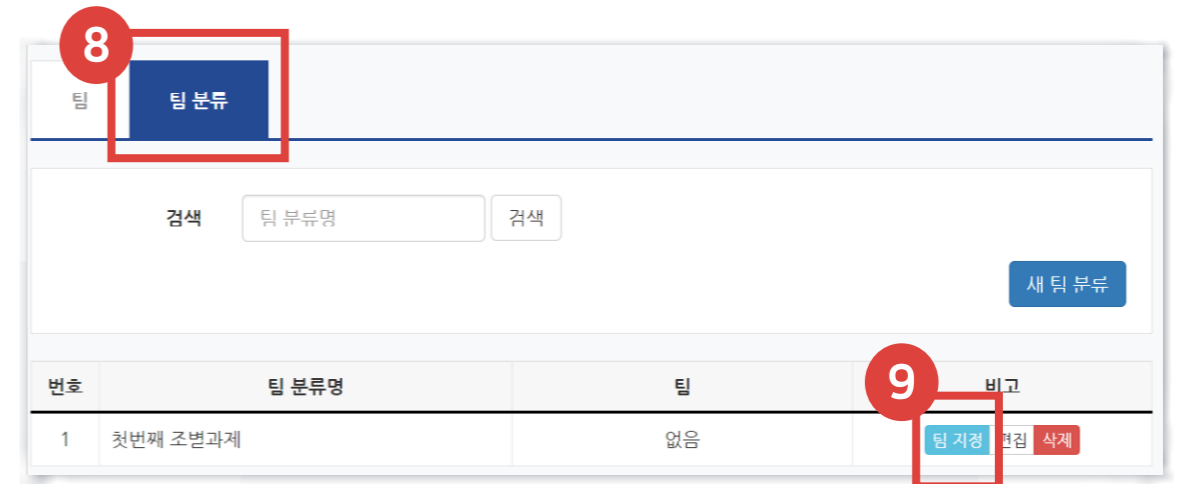 8
팀 팀 분류
검색 팀 분류명 검색
새 팀 분류
9
번호 팀 분류명 팀 비고
1 첫번째 조별과제 없음 팀 지정 편집 삭제